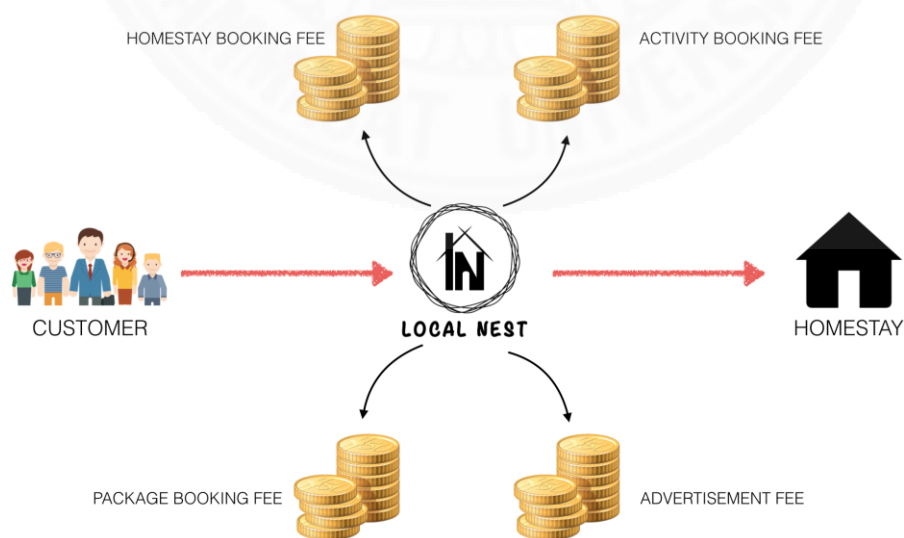 HOMESTAY BOOKING FEE
ACTIVITY BOOKING FEE
CUSTOMER
LOCAL NEST
HOMESTAY
PACKAGE BOOKING FEE
ADVERTISEMENT FEE